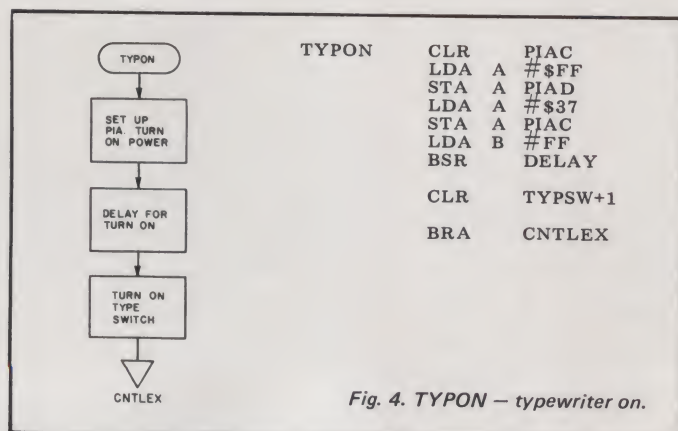 TYPON
SET UP
PIA. TURN
ON POWER
DELAY FOR
TURN ON
TURN ON
TYPE
SWITCH
CNTLEX
TYPON CLR PIAC
LDA A #$FF
STA A PIAD
LDA A #$37
STA A PIAC
LDA B #FF
BSR DELAY
CLR TYPSW+1
BRA CNTLEX
Fig. 4. TYPON — typewriter on.